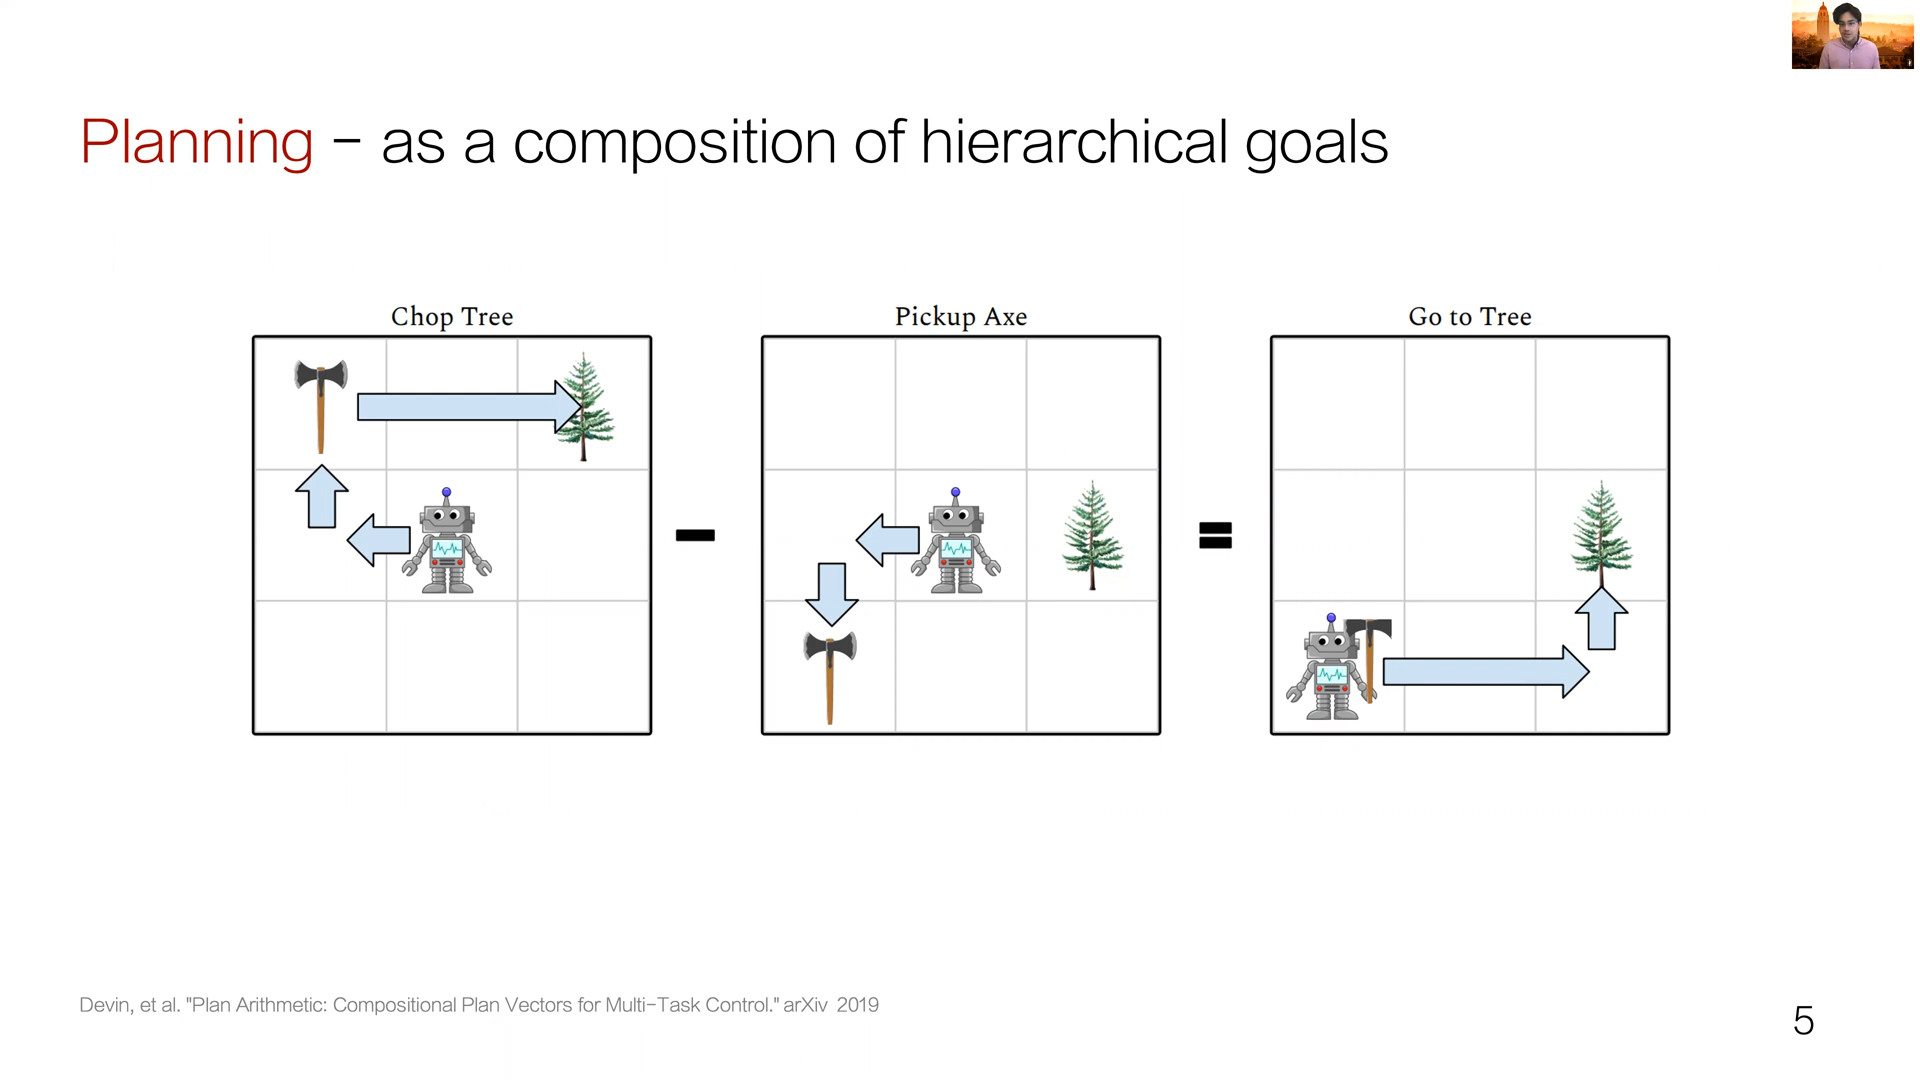 Planning - as a composition of hierarchical goals
Chop Tree
Pickup Axe
Go to Tree
Devin, et al. "Plan Arithmetic: Compositional Plan Vectors for Multi-Task Control." arXiv 2019
5